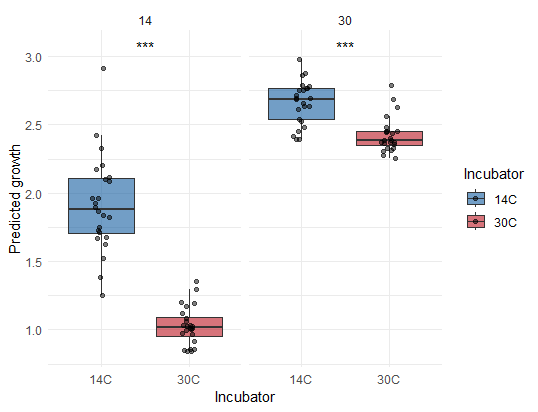 14 30
*** ***
3.0
2.5
2.0
1.5
1.0
Predicted growth
14C 30C 14C 30C
Incubator
Incubator
14C
30C